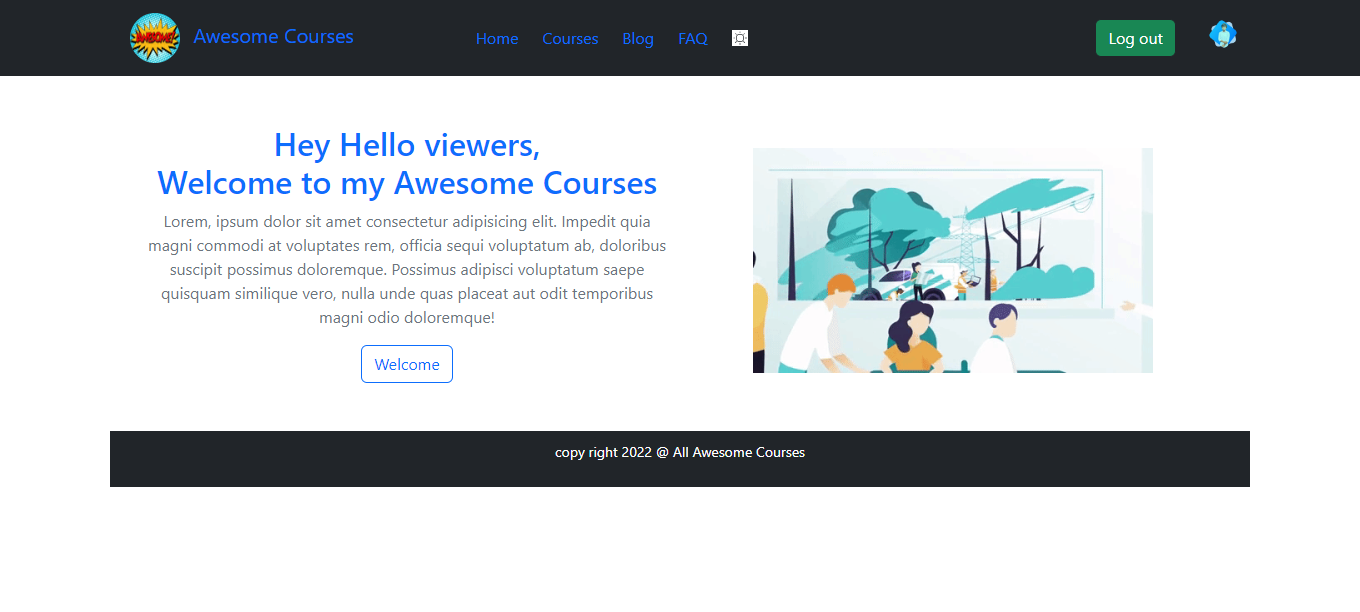 AWESOME!
Awesome Courses
Home
Courses
Blog
FAQ
Log out
Hey Hello viewers,
Welcome to my Awesome Courses
Lorem, ipsum dolor sit amet consectetur adipisicing elit. Impedit quia
magni commodi at voluptates rem, officia sequi voluptatum ab, doloribus
suscipit possimus doloremque. Possimus adipisci voluptatum saepe
quisquam similique vero, nulla unde quas placeat aut odit temporibus
magni odio doloremque!
Welcome
copy right 2022 @ All Awesome Courses